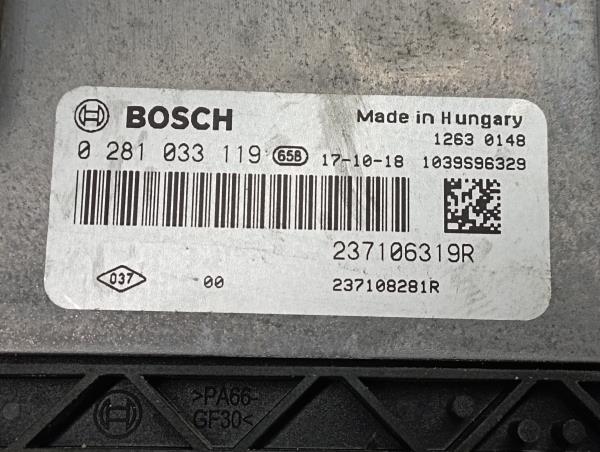 BOSCH Made in Hungary
1263 0148
0 281 033 119 658 17-10-18 1039S96329
237106319R
037 00 237108281R
>PA66-
GF30<